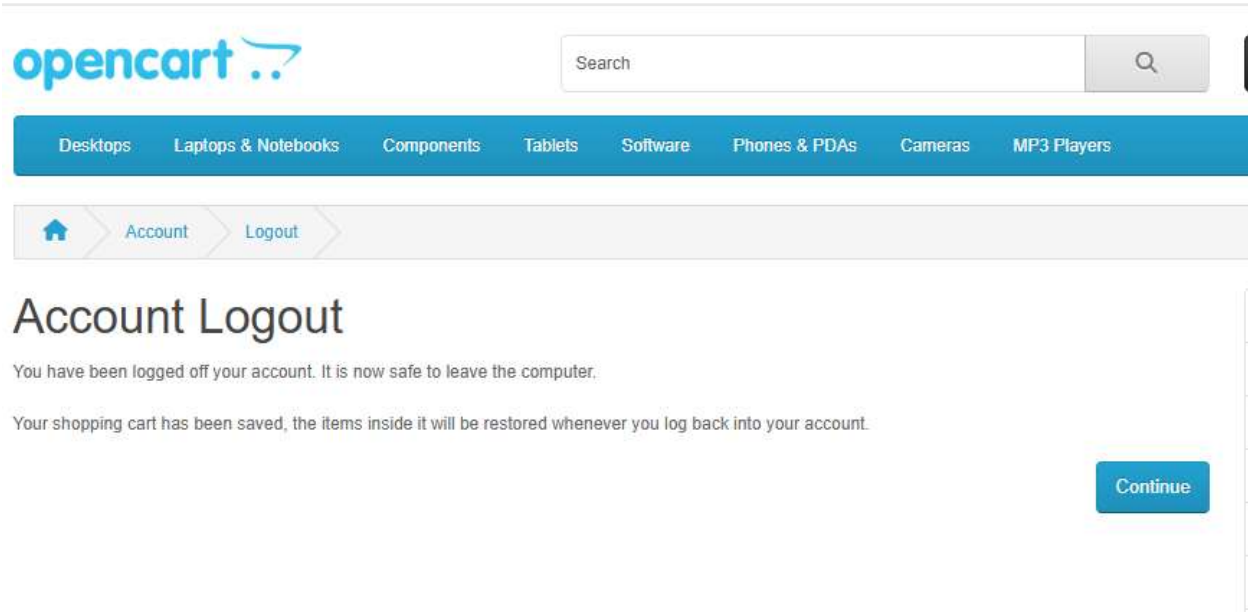 opencart
Search
Desktops Laptops & Notebooks Components Tablets Software Phones & PDAs Cameras MP3 Players
Account Logout
Account Logout
You have been logged off your account. It is now safe to leave the computer.
Your shopping cart has been saved, the items inside it will be restored whenever you log back into your account.
Continue